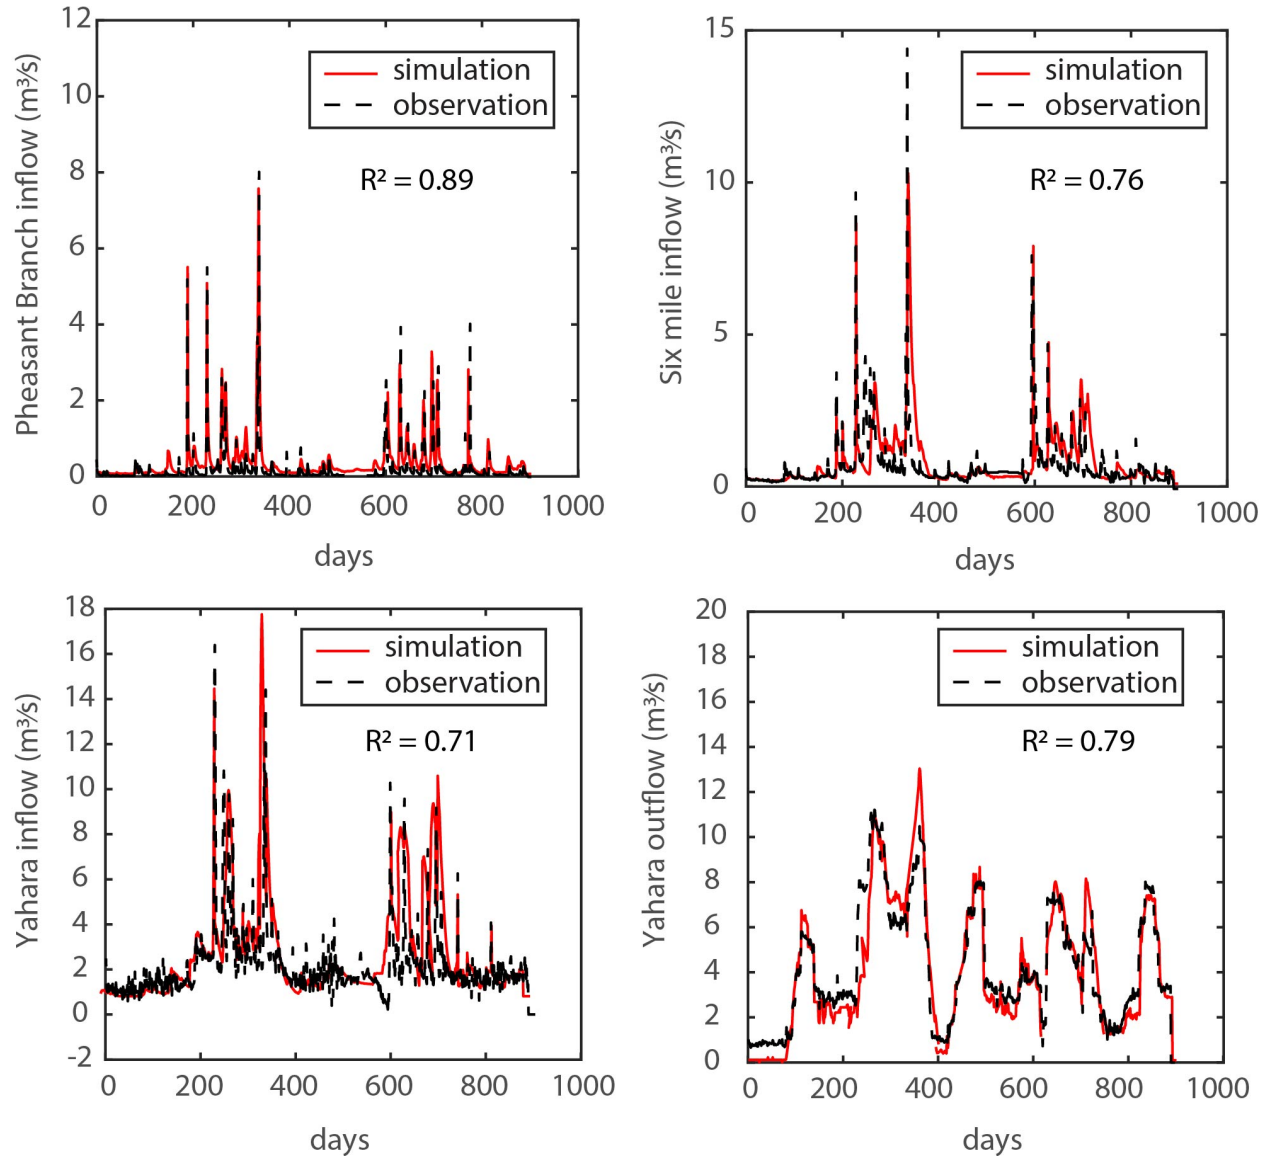 12
10
8
6
4
2
0
Pheasant Branch inflow (m³/s)
simulation
observation
R² = 0.89
0 200 400 600 800 1000
days
15
10
5
0
Six mile inflow (m³/s)
simulation
observation
R² = 0.76
0 200 400 600 800 1000
days
18
16
14
12
10
8
6
4
2
0
-2
Yahara inflow (m³/s)
simulation
observation
R² = 0.71
0 200 400 600 800 1000
days
20
18
16
14
12
10
8
6
4
2
0
Yahara outflow (m³/s)
simulation
observation
R² = 0.79
0 200 400 600 800 1000
days